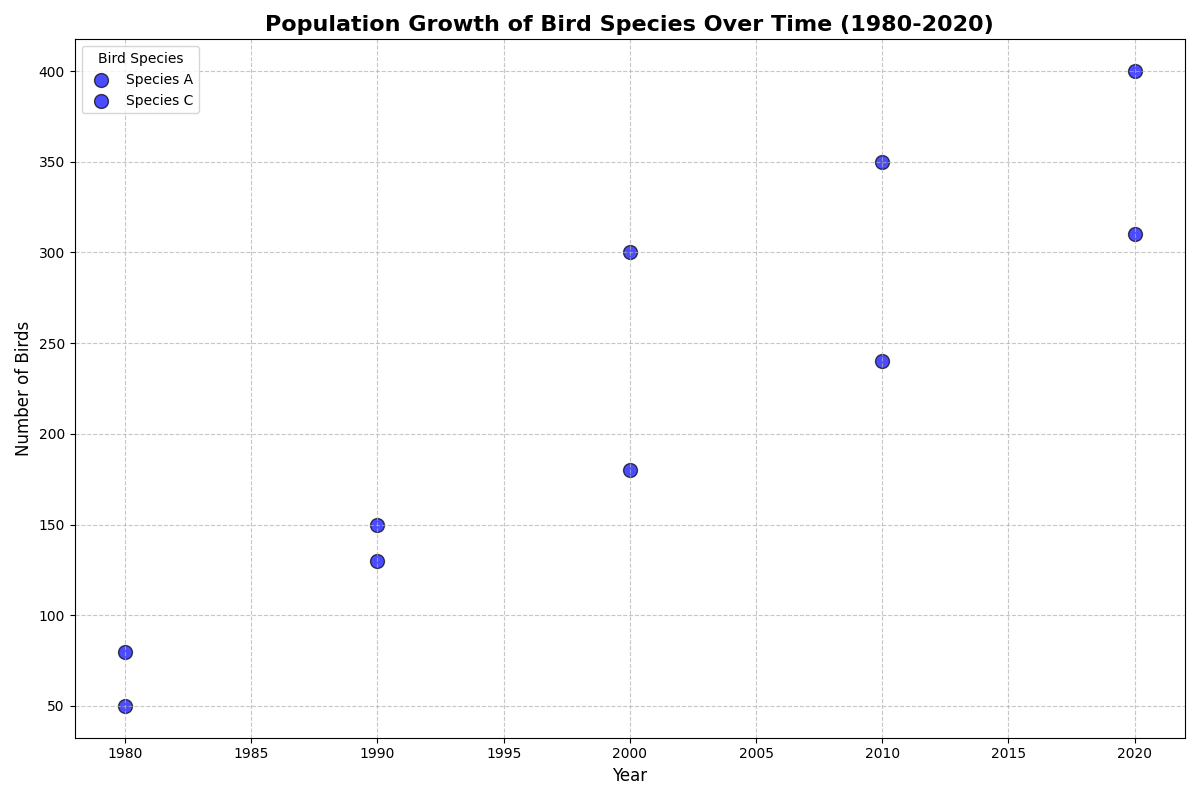 Population Growth of Bird Species Over Time (1980-2020)
Bird Species
Species A
Species C
400
350
300
250
200
150
100
50
Number of Birds
1980 1985 1990 1995 2000 2005 2010 2015 2020
Year